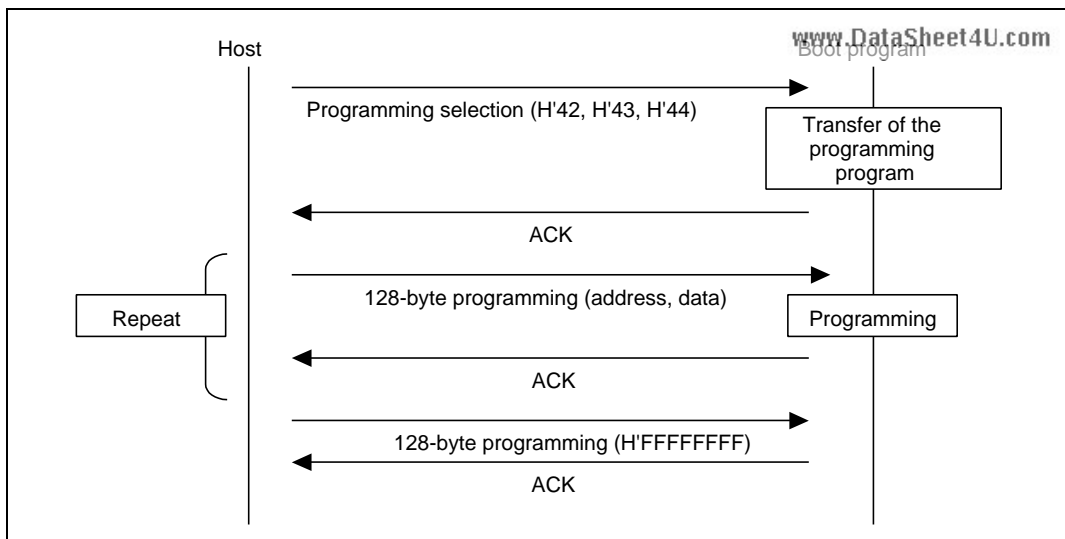 www.DataSheet4U.com
Host
Boot program
Programming selection (H'42, H'43, H'44)
Transfer of the
programming
program
ACK
128-byte programming (address, data)
Repeat
Programming
ACK
128-byte programming (H'FFFFFFFF)
ACK